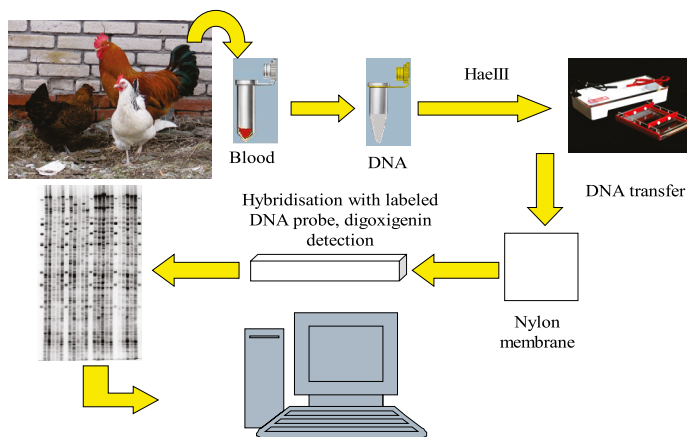 HaeIII
Blood
DNA
DNA transfer
Hybridisation with labeled
DNA probe, digoxigenin
detection
Nylon
membrane